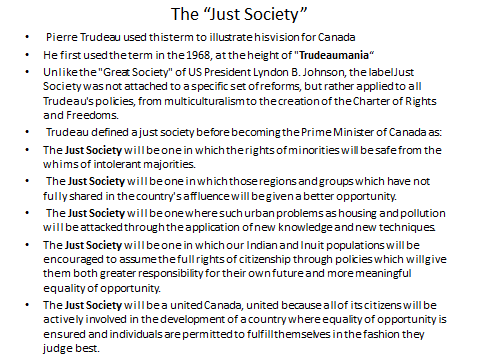 The “Just Society”
• Pierre Trudeau used this term to illustrate his vision for Canada
• He first used the term in the 1968, at the height of "Trudeaumania“
• Unlike the "Great Society" of US President Lyndon B. Johnson, the label Just
Society was not attached to a specific set of reforms, but rather applied to all
Trudeau's policies, from multiculturalism to the creation of the Charter of Rights
and Freedoms.
• Trudeau defined a just society before becoming the Prime Minister of Canada as:
• The Just Society will be one in which the rights of minorities will be safe from the
whims of intolerant majorities.
• The Just Society will be one in which those regions and groups which have not
fully shared in the country's affluence will be given a better opportunity.
• The Just Society will be one where such urban problems as housing and pollution
will be attacked through the application of new knowledge and new techniques.
• The Just Society will be one in which our Indian and Inuit populations will be
encouraged to assume the full rights of citizenship through policies which will give
them both greater responsibility for their own future and more meaningful
equality of opportunity.
• The Just Society will be a united Canada, united because all of its citizens will be
actively involved in the development of a country where equality of opportunity is
ensured and individuals are permitted to fulfill themselves in the fashion they
judge best.